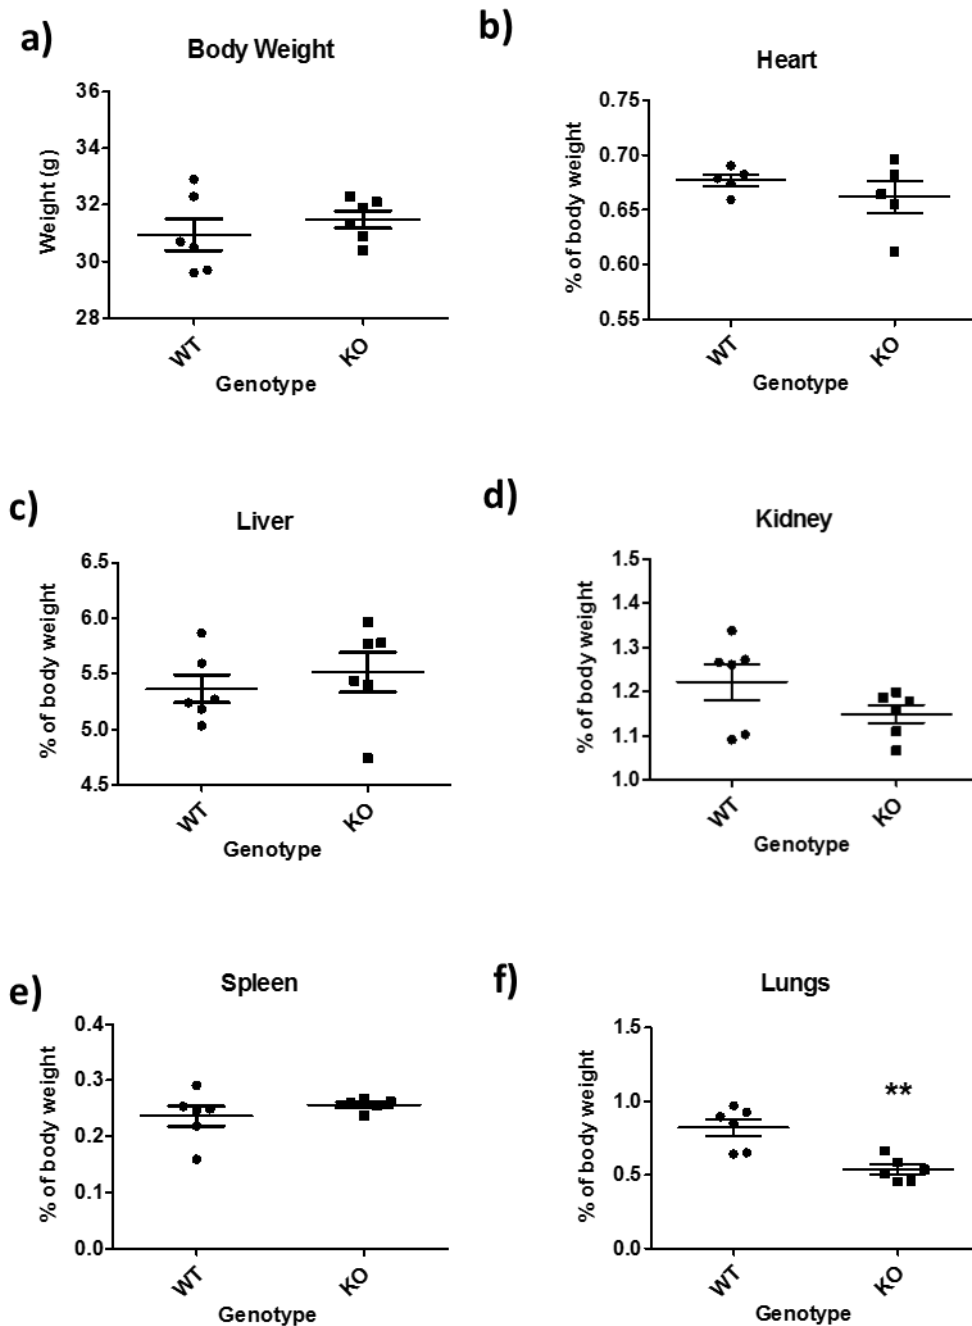 a)
Body Weight
Weight (g)
36
34
32
30
28
WT
KO
Genotype
b)
Heart
% of body weight
0.75
0.70
0.65
0.60
0.55
WT
KO
Genotype
c)
Liver
% of body weight
6.5
6.0
5.5
5.0
4.5
WT
KO
Genotype
d)
Kidney
% of body weight
1.5
1.4
1.3
1.2
1.1
1.0
WT
KO
Genotype
e)
Spleen
% of body weight
0.4
0.3
0.2
0.1
0.0
WT
KO
Genotype
f)
Lungs
% of body weight
1.5
1.0
0.5
0.0
**
WT
KO
Genotype